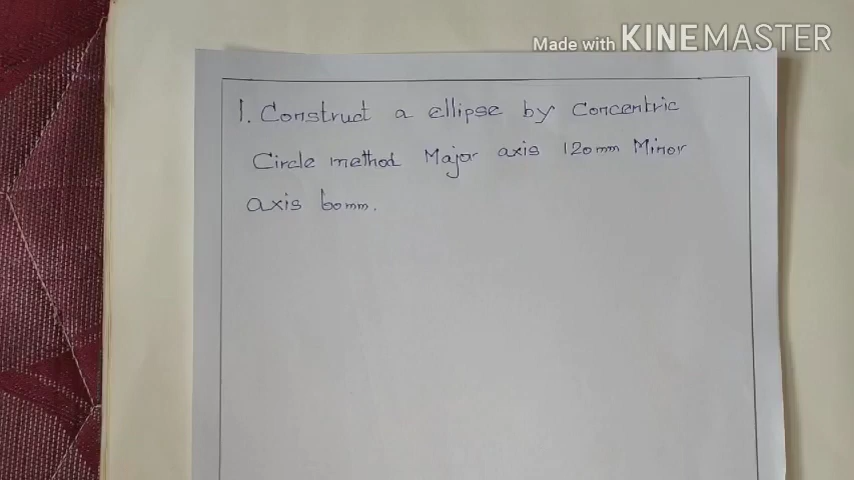 Made with KINEMASTER
1. Construct a ellipse by Concentric
Circle method Major axis 120mm Minor
axis 60mm.